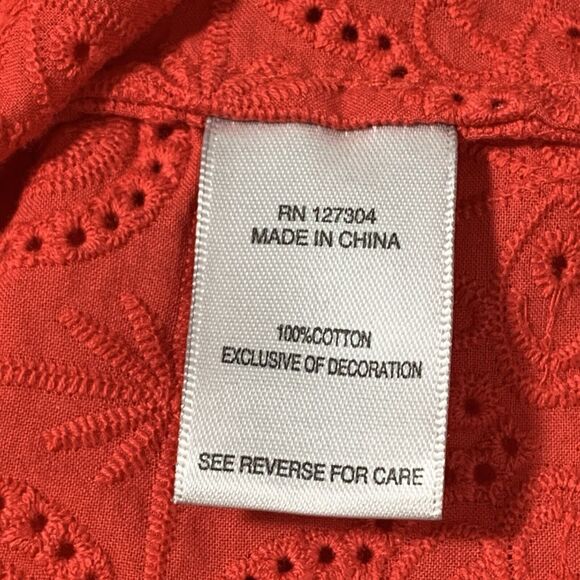 RN 127304
MADE IN CHINA
100%COTTON
EXCLUSIVE OF DECORATION
SEE REVERSE FOR CARE